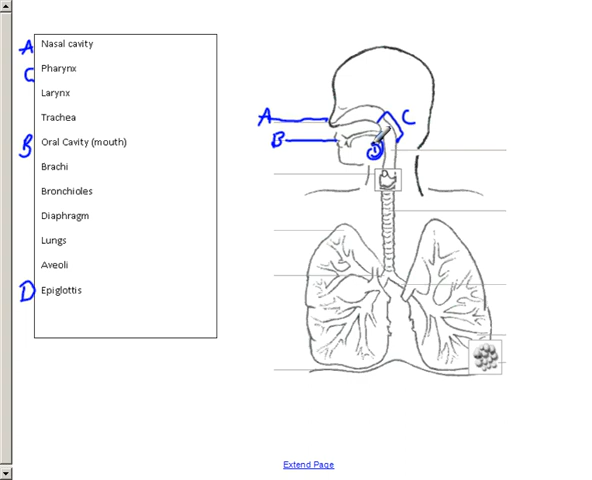 A Nasal cavity
C Pharynx
Larynx
Trachea
B Oral Cavity (mouth)
Brachi
Bronchioles
Diaphragm
Lungs
Aveoli
D Epiglottis
A
C
B
D
Extend Page